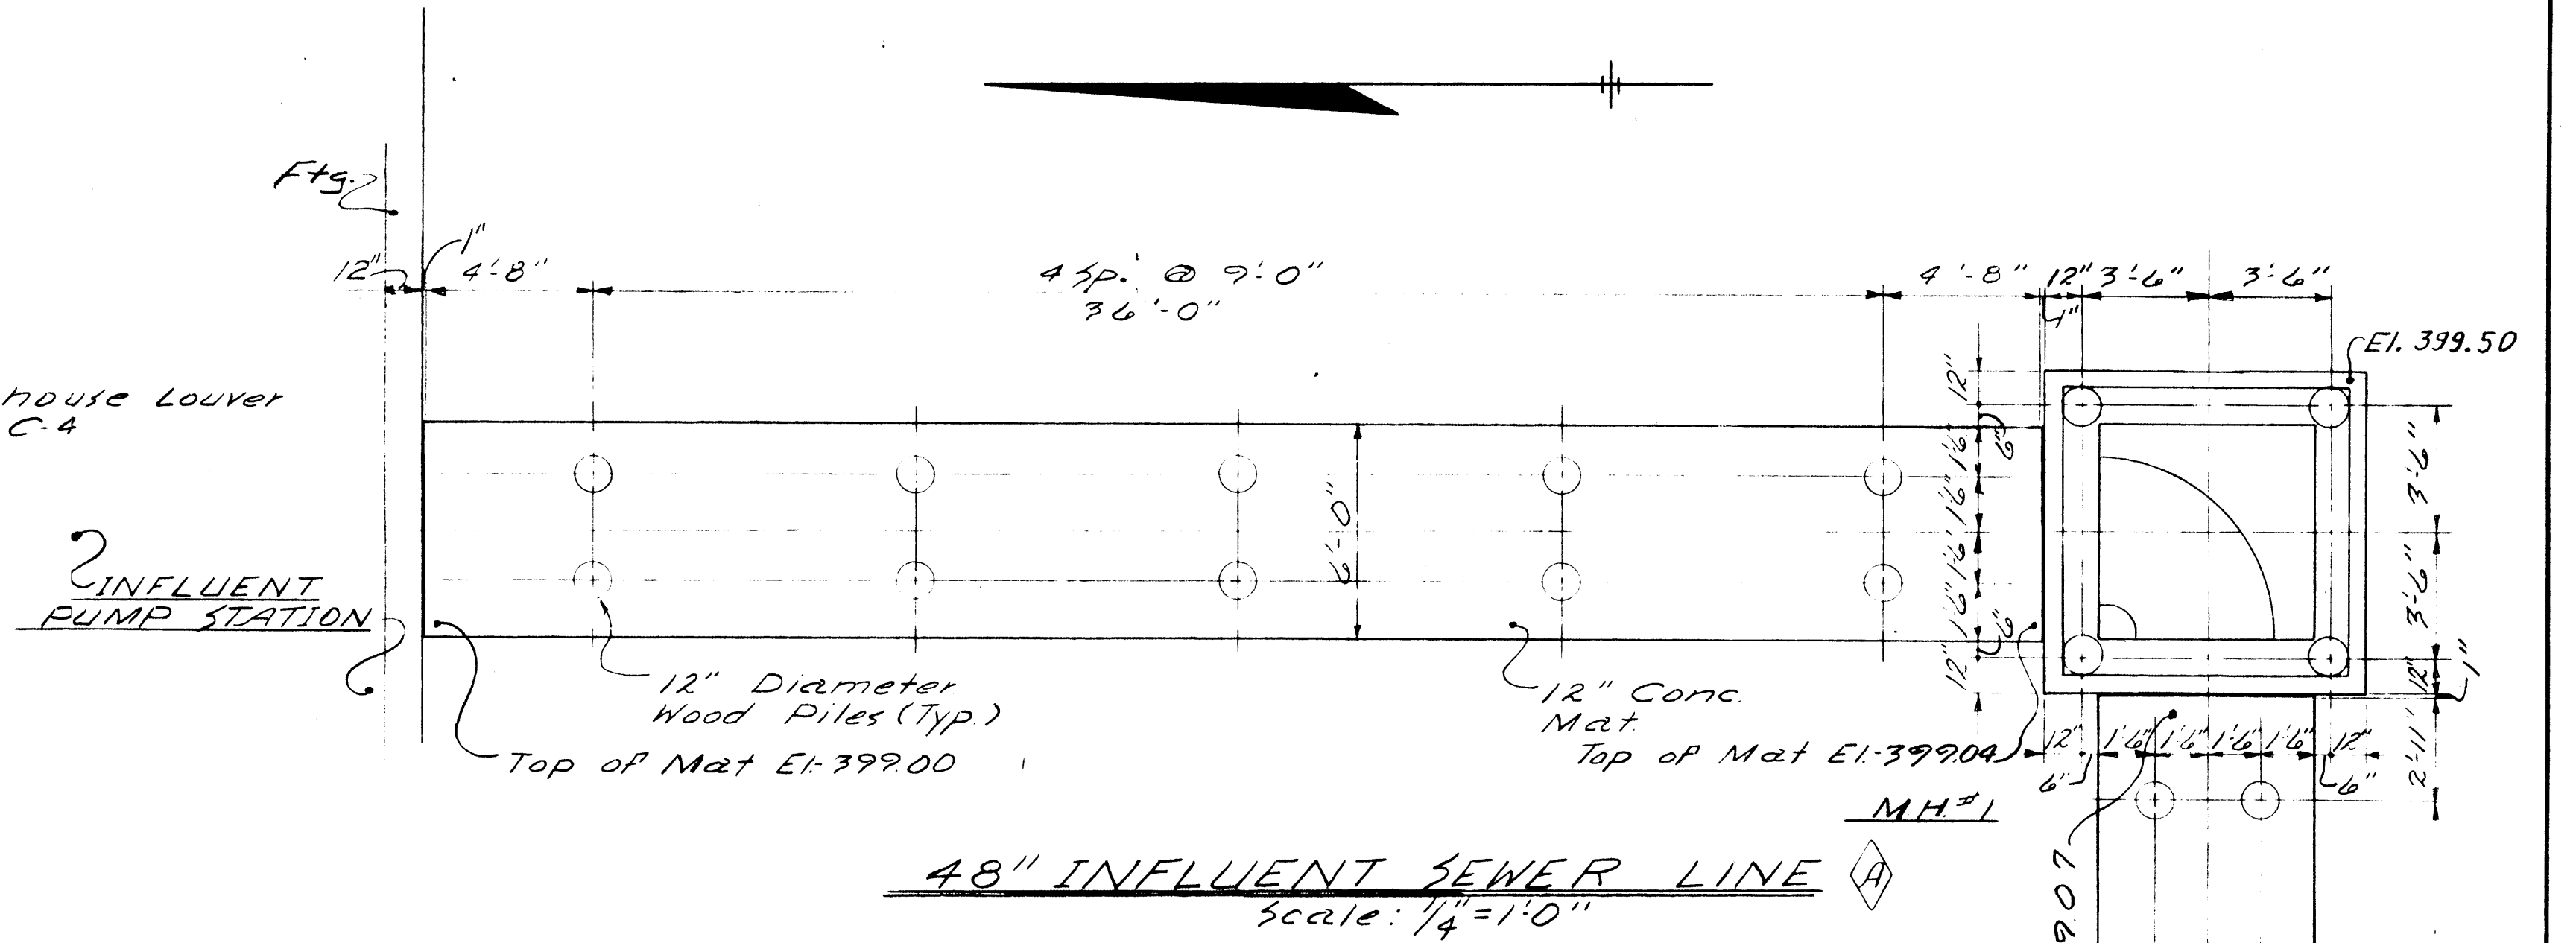 Ftg.
12"
1"
4'-8"
4 Sp. @ 9'-0"
36'-0"
4'-8"
12"
3'-6"
3'-6"
1"
El. 399.50
house Louver
C-4
12"
6"
1'-6"
1'-6"
1'-6"
1'-6"
6"
12"
6'-0"
3'-6"
3'-6"
12"
1"
2'-11"
INFLUENT
PUMP STATION
12" Diameter
Wood Piles (Typ.)
Top of Mat El-399.00
12" Conc.
Mat.
Top of Mat El.-399.04
12"
1'-6"
1'-6"
1'-6"
1'-6"
12"
6"
6"
M.H. #1
9.07
48" INFLUENT SEWER LINE
A
Scale: 1/4"=1'-0"